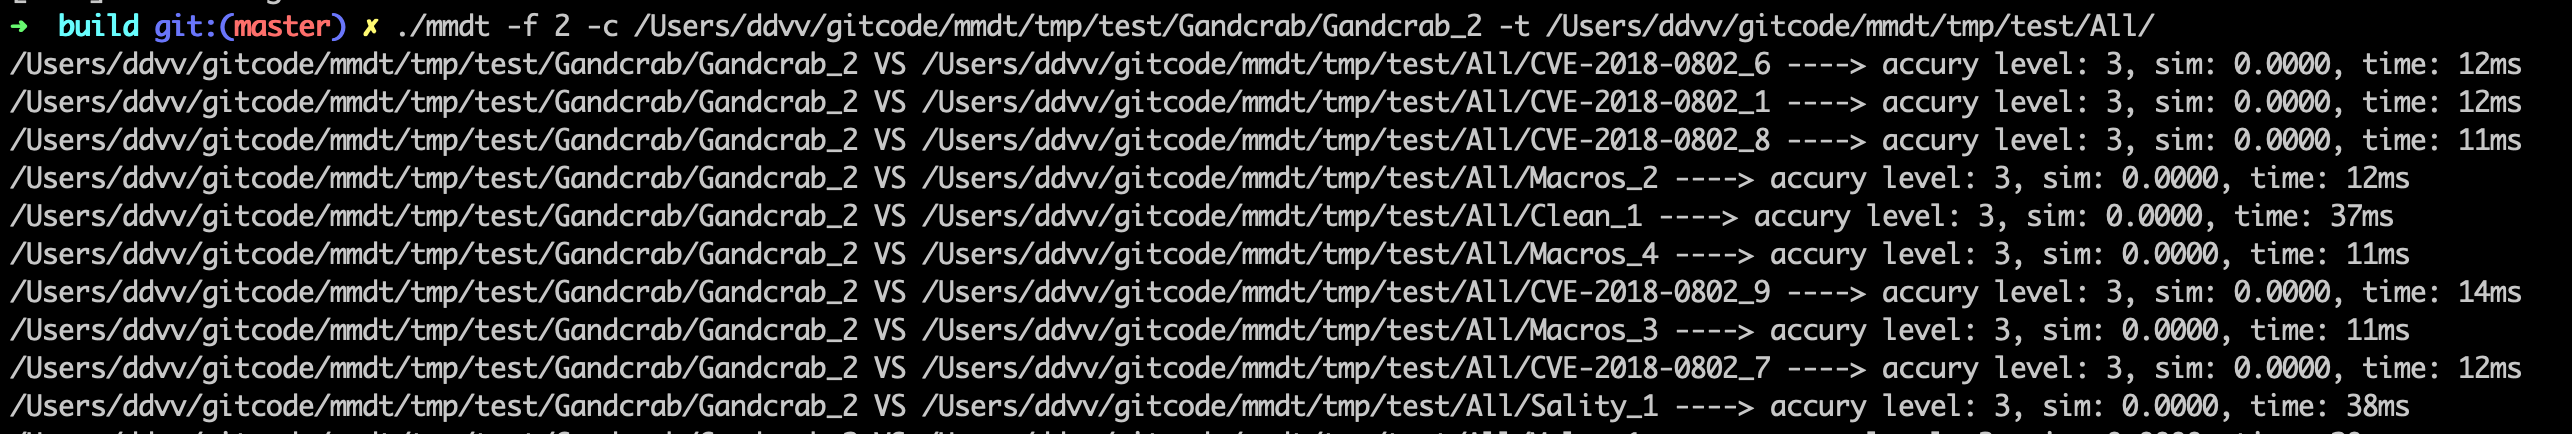 ➜  build git:(master) ✗ ./mmdt -f 2 -c /Users/ddvv/gitcode/mmdt/tmp/test/Gandcrab/Gandcrab_2 -t /Users/ddvv/gitcode/mmdt/tmp/test/All/
/Users/ddvv/gitcode/mmdt/tmp/test/Gandcrab/Gandcrab_2 VS /Users/ddvv/gitcode/mmdt/tmp/test/All/CVE-2018-0802_6 ----> accury level: 3, sim: 0.0000, time: 12ms
/Users/ddvv/gitcode/mmdt/tmp/test/Gandcrab/Gandcrab_2 VS /Users/ddvv/gitcode/mmdt/tmp/test/All/CVE-2018-0802_1 ----> accury level: 3, sim: 0.0000, time: 12ms
/Users/ddvv/gitcode/mmdt/tmp/test/Gandcrab/Gandcrab_2 VS /Users/ddvv/gitcode/mmdt/tmp/test/All/CVE-2018-0802_8 ----> accury level: 3, sim: 0.0000, time: 11ms
/Users/ddvv/gitcode/mmdt/tmp/test/Gandcrab/Gandcrab_2 VS /Users/ddvv/gitcode/mmdt/tmp/test/All/Macros_2 ----> accury level: 3, sim: 0.0000, time: 12ms
/Users/ddvv/gitcode/mmdt/tmp/test/Gandcrab/Gandcrab_2 VS /Users/ddvv/gitcode/mmdt/tmp/test/All/Clean_1 ----> accury level: 3, sim: 0.0000, time: 37ms
/Users/ddvv/gitcode/mmdt/tmp/test/Gandcrab/Gandcrab_2 VS /Users/ddvv/gitcode/mmdt/tmp/test/All/Macros_4 ----> accury level: 3, sim: 0.0000, time: 11ms
/Users/ddvv/gitcode/mmdt/tmp/test/Gandcrab/Gandcrab_2 VS /Users/ddvv/gitcode/mmdt/tmp/test/All/CVE-2018-0802_9 ----> accury level: 3, sim: 0.0000, time: 14ms
/Users/ddvv/gitcode/mmdt/tmp/test/Gandcrab/Gandcrab_2 VS /Users/ddvv/gitcode/mmdt/tmp/test/All/Macros_3 ----> accury level: 3, sim: 0.0000, time: 11ms
/Users/ddvv/gitcode/mmdt/tmp/test/Gandcrab/Gandcrab_2 VS /Users/ddvv/gitcode/mmdt/tmp/test/All/CVE-2018-0802_7 ----> accury level: 3, sim: 0.0000, time: 12ms
/Users/ddvv/gitcode/mmdt/tmp/test/Gandcrab/Gandcrab_2 VS /Users/ddvv/gitcode/mmdt/tmp/test/All/Sality_1 ----> accury level: 3, sim: 0.0000, time: 38ms